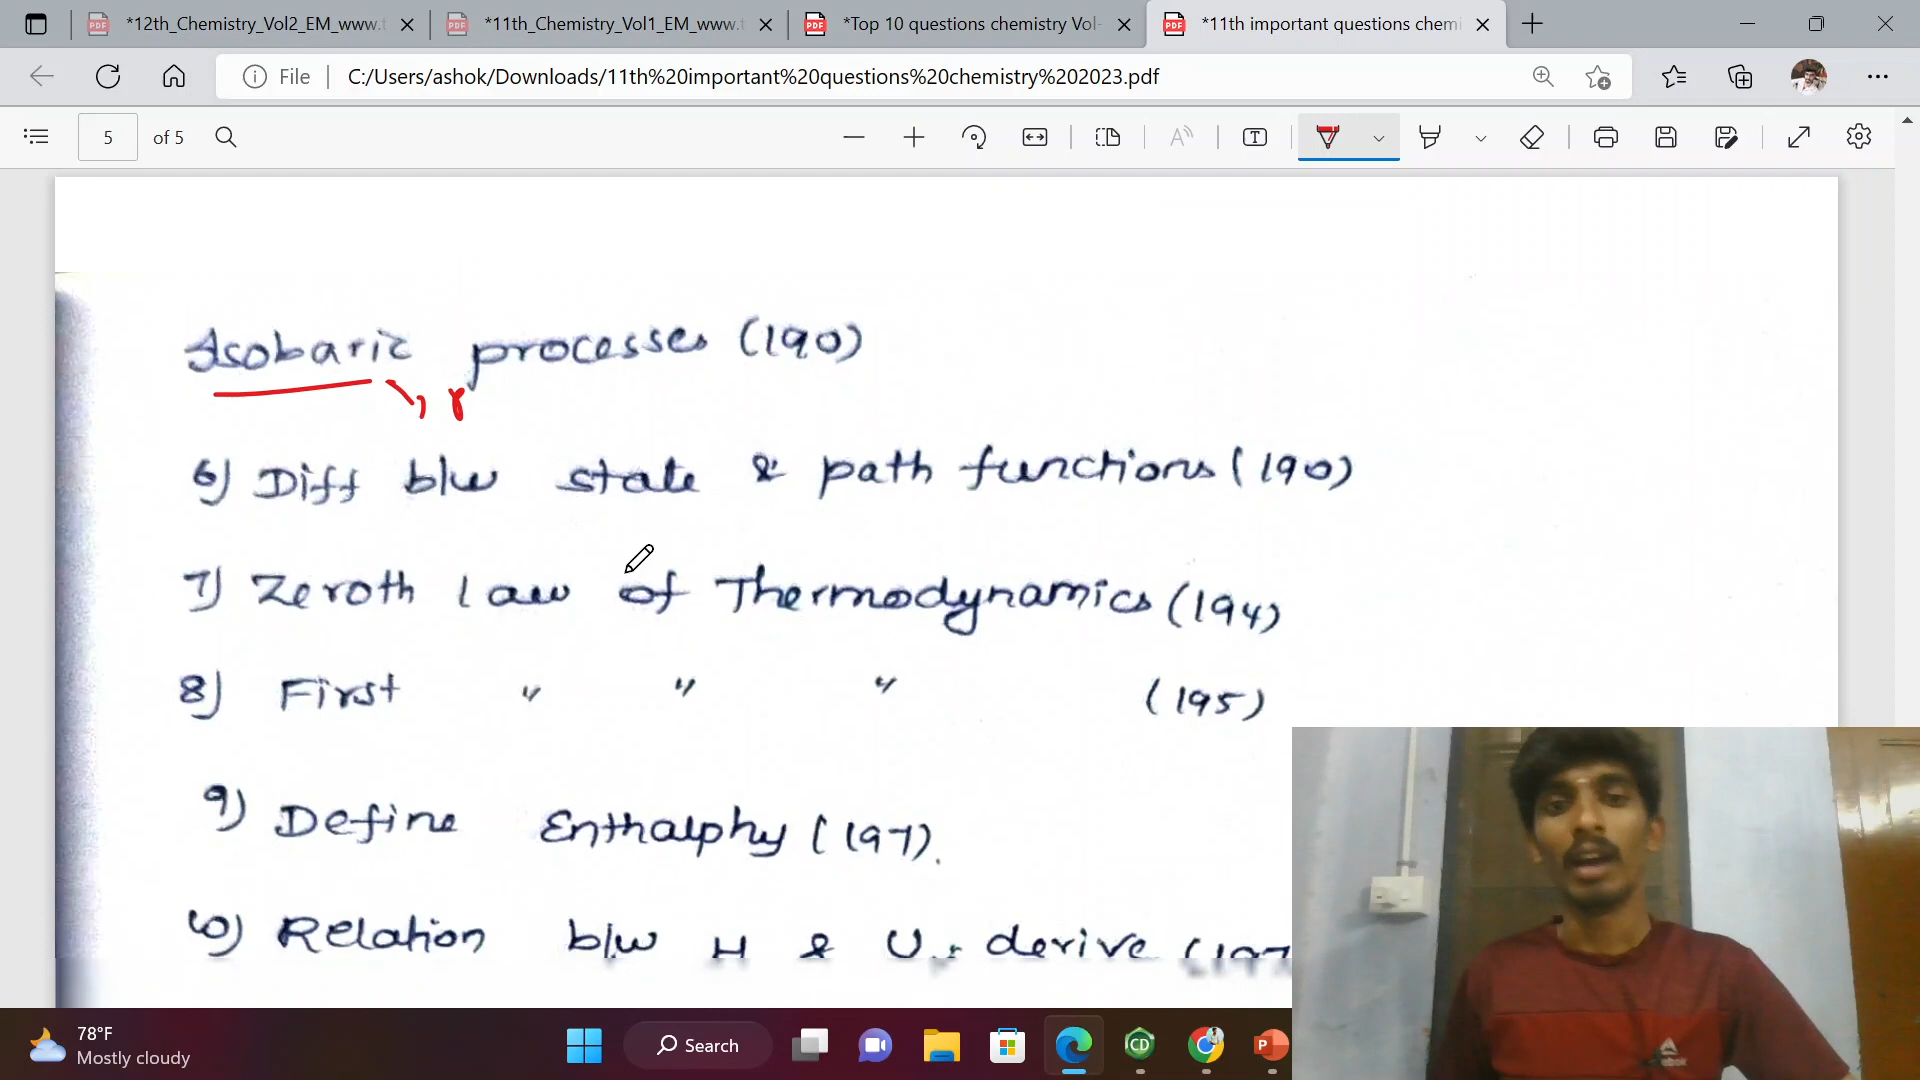 *12th_Chemistry_Vol2_EM_www.t
*11th_Chemistry_Vol1_EM_www.t
*Top 10 questions chemistry Vol-
*11th important questions chemi
File
C:/Users/ashok/Downloads/11th%20important%20questions%20chemistry%202023.pdf
5 of 5
Isobaric processes (190)
6) Diff b/w state & path functions (190)
7) Zeroth law of Thermodynamics (194)
8) First " " " (195)
9) Define Enthalphy (197).
10) Relation b/w H & U, derive (197
78°F
Mostly cloudy
Search